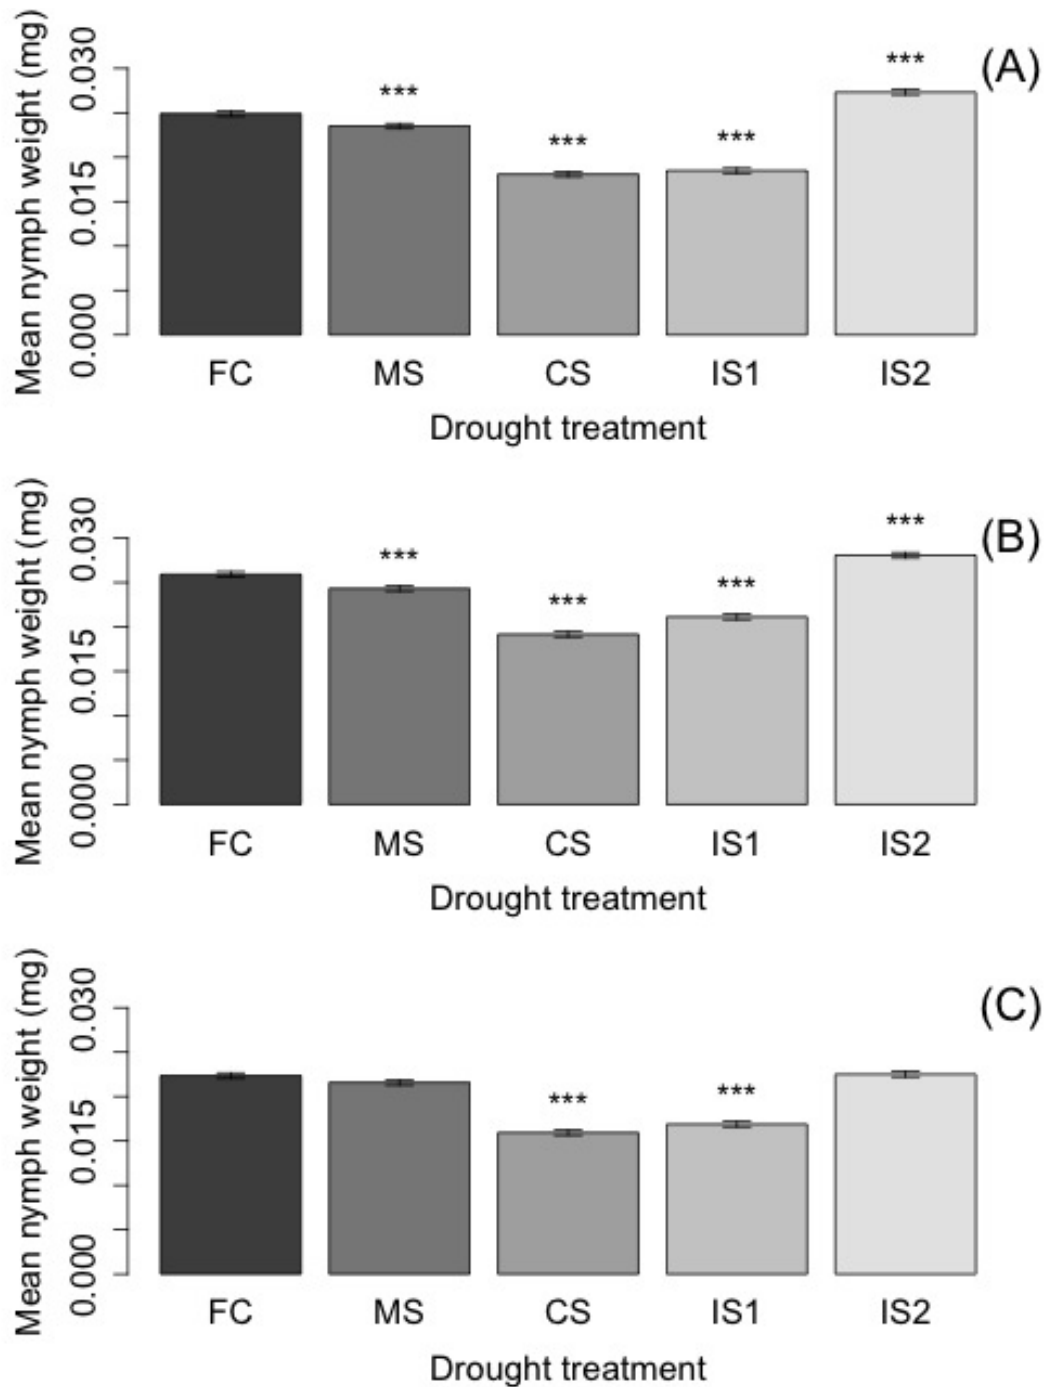 (A)
Mean nymph weight (mg)
0.030
0.015
0.000
***
***
***
***
FC MS CS IS1 IS2
Drought treatment
(B)
Mean nymph weight (mg)
0.030
0.015
0.000
***
***
***
***
FC MS CS IS1 IS2
Drought treatment
(C)
Mean nymph weight (mg)
0.030
0.015
0.000
***
***
FC MS CS IS1 IS2
Drought treatment